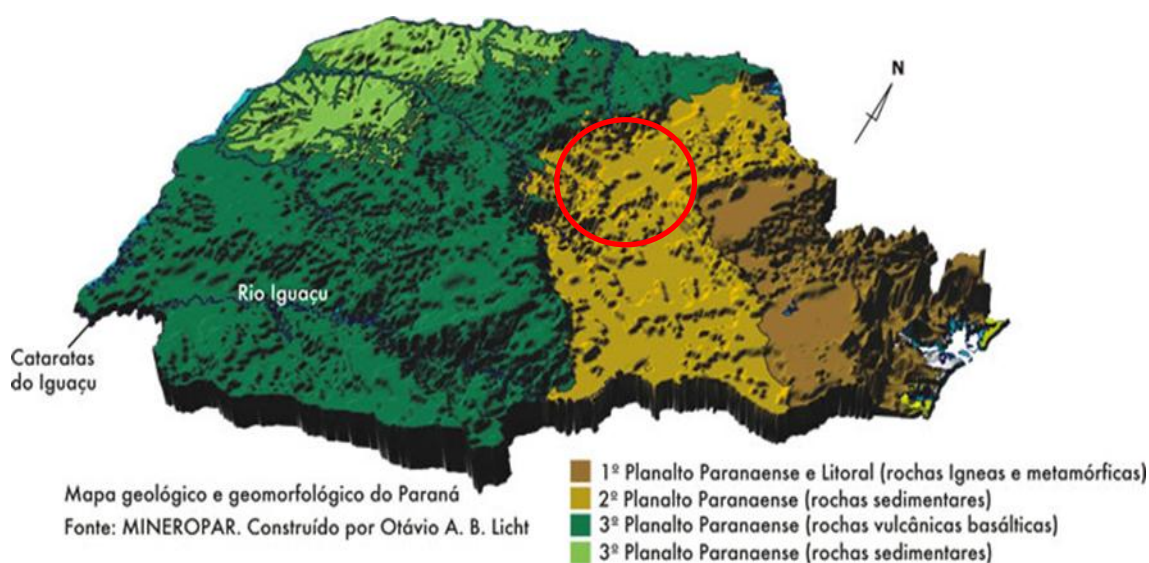 N
Rio Iguaçu
Cataratas
do Iguaçu
Mapa geológico e geomorfológico do Paraná
Fonte: MINEROPAR. Construído por Otávio A. B. Licht
1º Planalto Paranaense e Litoral (rochas Igneas e metamórficas)
2º Planalto Paranaense (rochas sedimentares)
3º Planalto Paranaense (rochas vulcânicas basálticas)
3º Planalto Paranaense (rochas sedimentares)